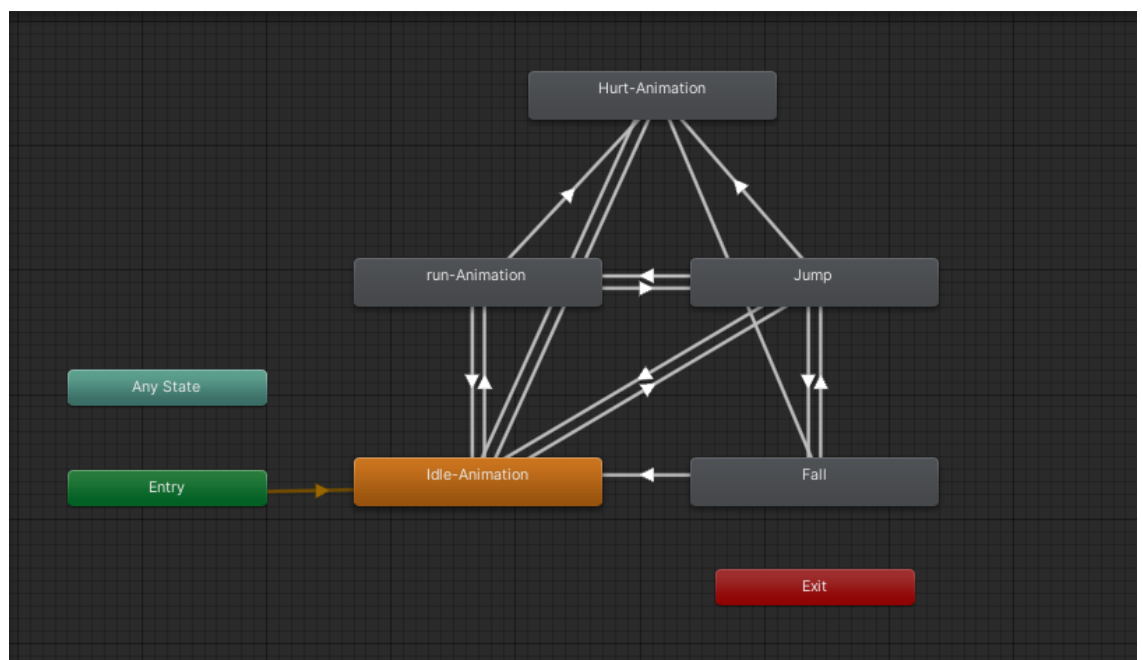 Hurt-Animation
run-Animation
Jump
Any State
Idle-Animation
Fall
Entry
Exit